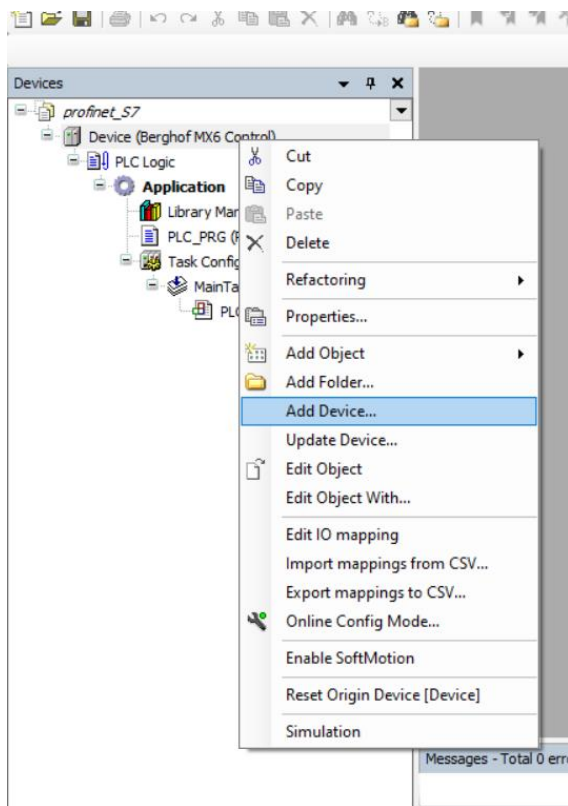 Devices
profinet_S7
Device (Berghof MX6 Control)
PLC Logic
Application
Library Mar
PLC_PRG (
Task Config
MainTa
PLC
Cut
Copy
Paste
Delete
Refactoring
Properties...
Add Object
Add Folder...
Add Device...
Update Device...
Edit Object
Edit Object With...
Edit IO mapping
Import mappings from CSV...
Export mappings to CSV...
Online Config Mode...
Enable SoftMotion
Reset Origin Device [Device]
Simulation
Messages - Total 0 erro